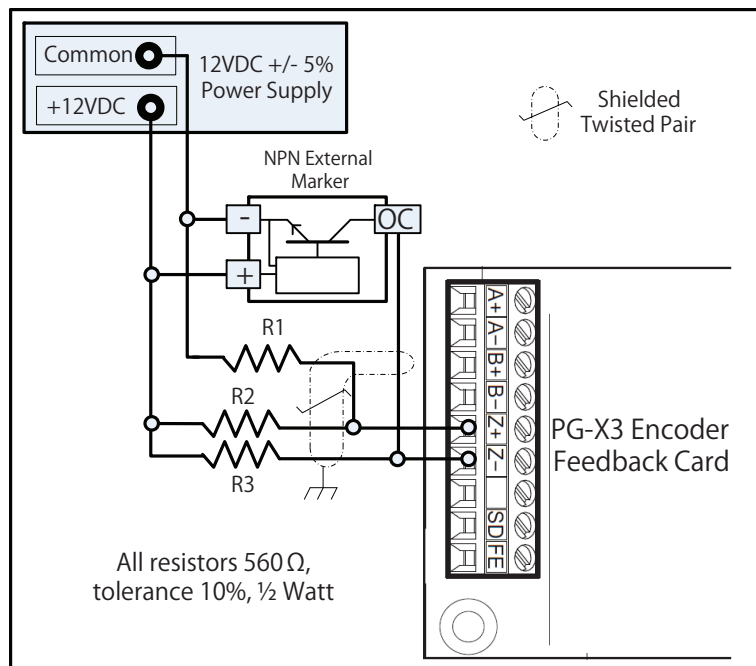 Common
+12VDC
12VDC +/- 5%
Power Supply
Shielded
Twisted Pair
NPN External
Marker
-
OC
+
R1
R2
R3
A+
A-
B+
B-
Z+
Z-
SD
FE
PG-X3 Encoder
Feedback Card
All resistors 560 Ω,
tolerance 10%, ½ Watt